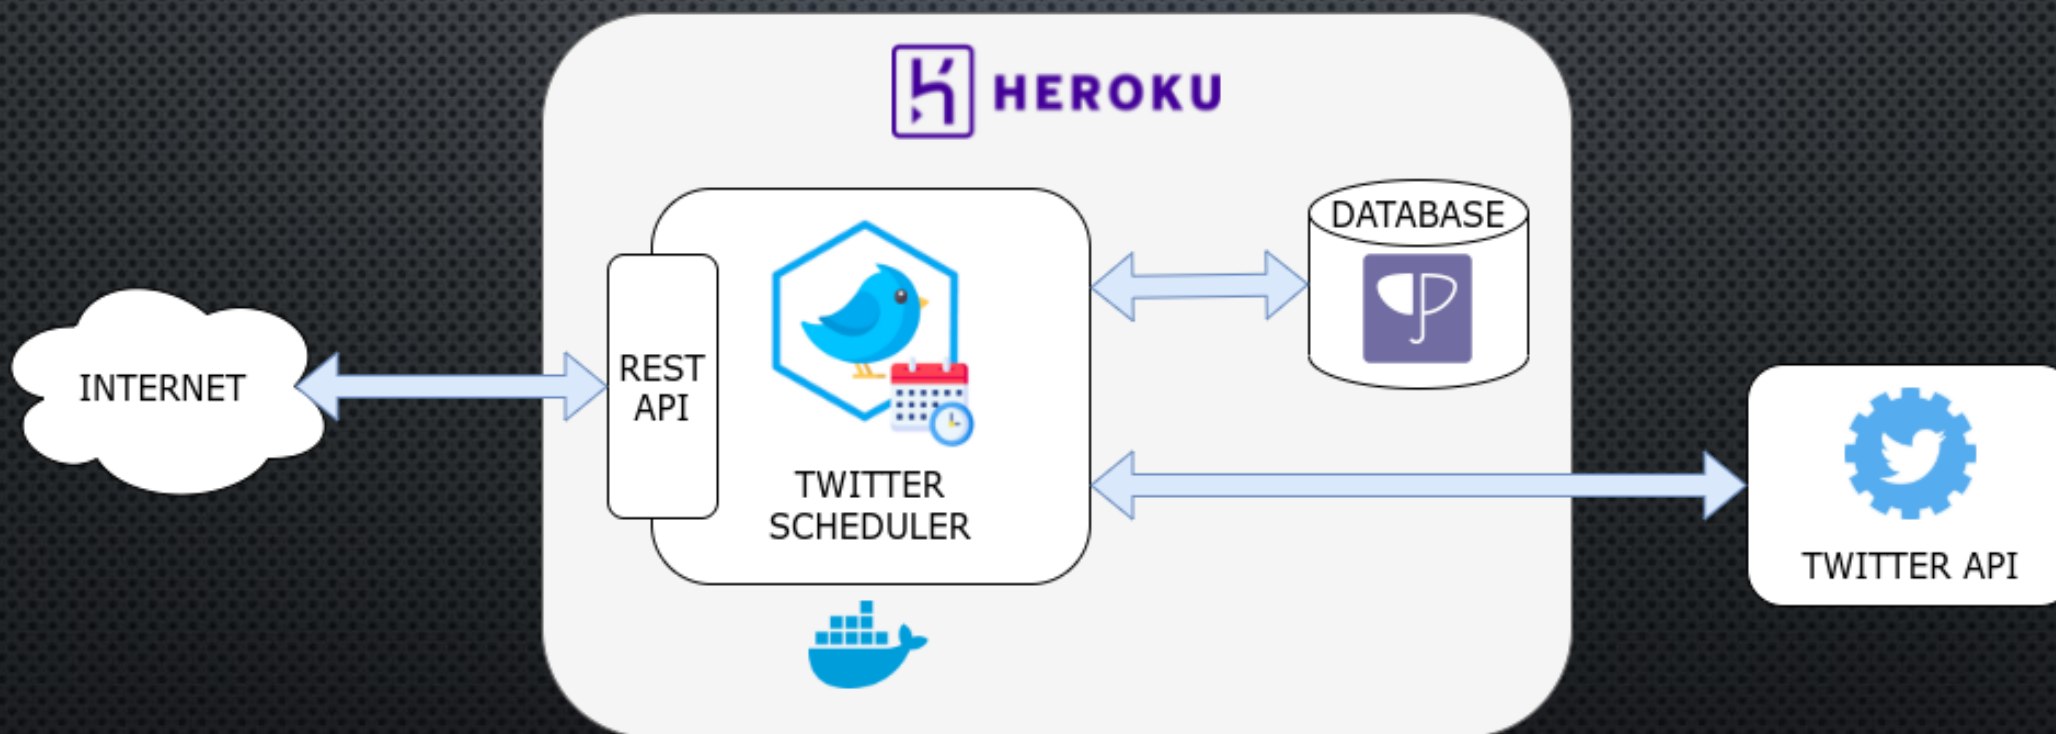 HEROKU
DATABASE
INTERNET
REST
API
TWITTER
SCHEDULER
TWITTER API